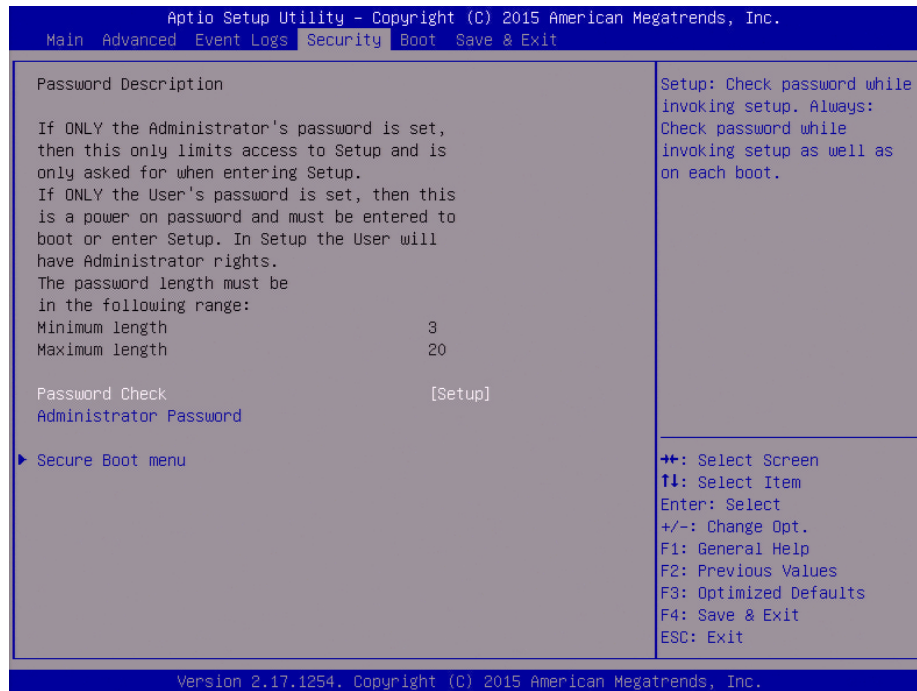 Aptio Setup Utility – Copyright (C) 2015 American Megatrends, Inc.
Main Advanced Event Logs Security Boot Save & Exit
Password Description
If ONLY the Administrator's password is set,
then this only limits access to Setup and is
only asked for when entering Setup.
If ONLY the User's password is set, then this
is a power on password and must be entered to
boot or enter Setup. In Setup the User will
have Administrator rights.
The password length must be
in the following range:
Minimum length 3
Maximum length 20
Password Check [Setup]
Administrator Password
Secure Boot menu
Setup: Check password while
invoking setup. Always:
Check password while
invoking setup as well as
on each boot.
→←: Select Screen
↑↓: Select Item
Enter: Select
+/-: Change Opt.
F1: General Help
F2: Previous Values
F3: Optimized Defaults
F4: Save & Exit
ESC: Exit
Version 2.17.1254. Copyright (C) 2015 American Megatrends, Inc.